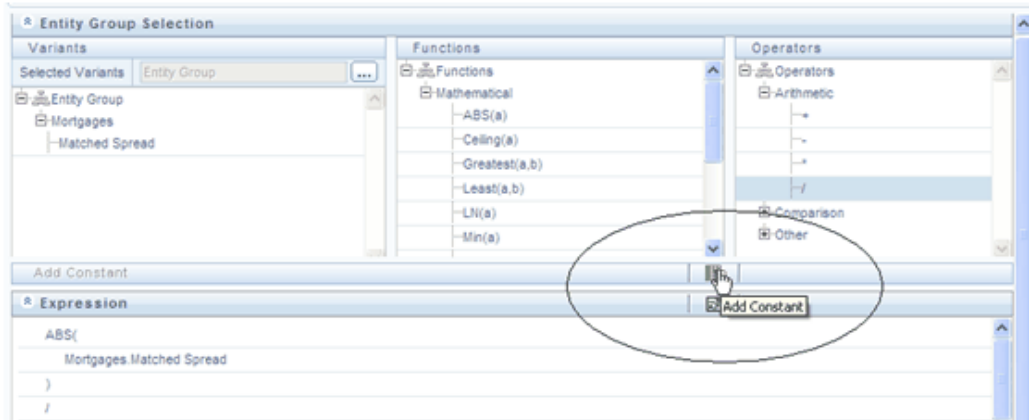 Entity Group Selection
Variants
Functions
Operators
Selected Variants Entity Group ...
Entity Group
Mortgages
Matched Spread
Functions
Mathematical
ABS(a)
Ceiling(a)
Greatest(a,b)
Least(a,b)
LN(a)
Min(a)
Operators
Arithmetic
+
-
*
/
Comparison
Other
Add Constant
Add Constant
Expression
ABS(
Mortgages.Matched Spread
)
/